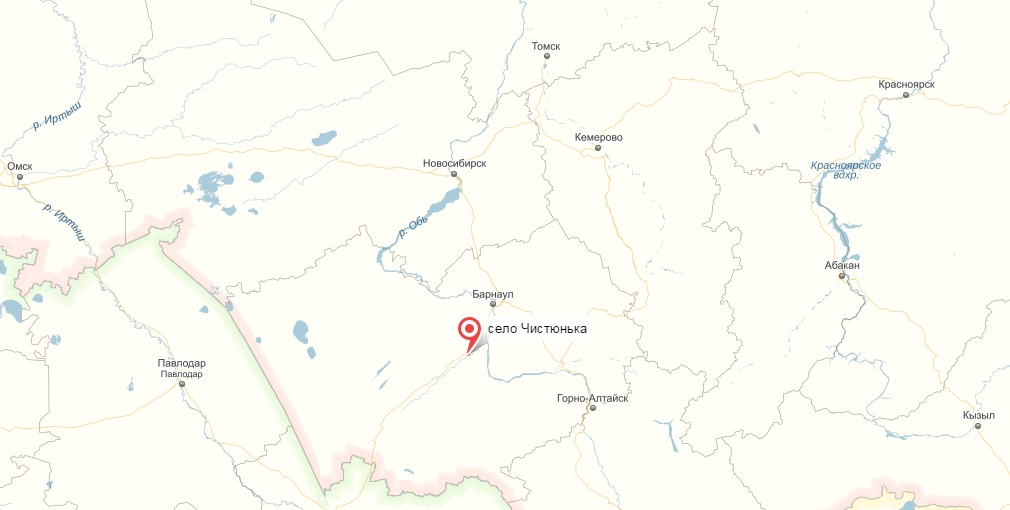 Томск
Красноярск
р. Иртыш
Кемерово
Омск
Новосибирск
Красноярское
вдхр.
р. Иртыш
р. Обь
Абакан
Барнаул
село Чистюнька
Павлодар
Павлодар
Горно-Алтайск
Кызыл